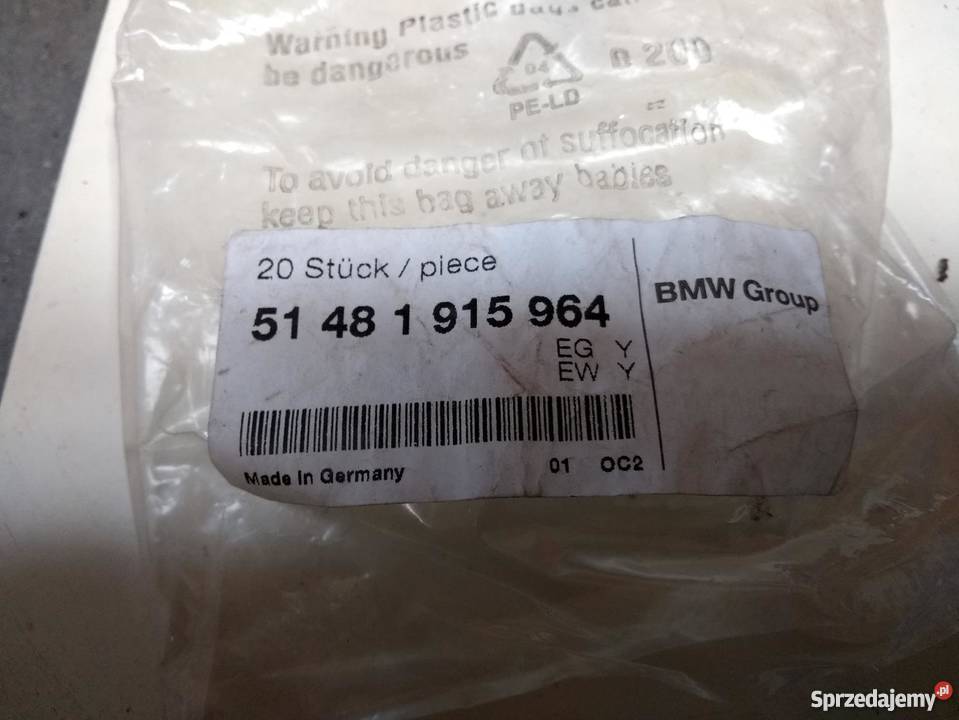 Warning Plastic
be dangerous
04
PE-LD
n 200
To avoid danger of suffocation
keep this bag away babies
20 Stück / piece
51 48 1 915 964
EG Y
EW Y
BMW Group
Made In Germany
01 OC2
Sprzedajemy.pl